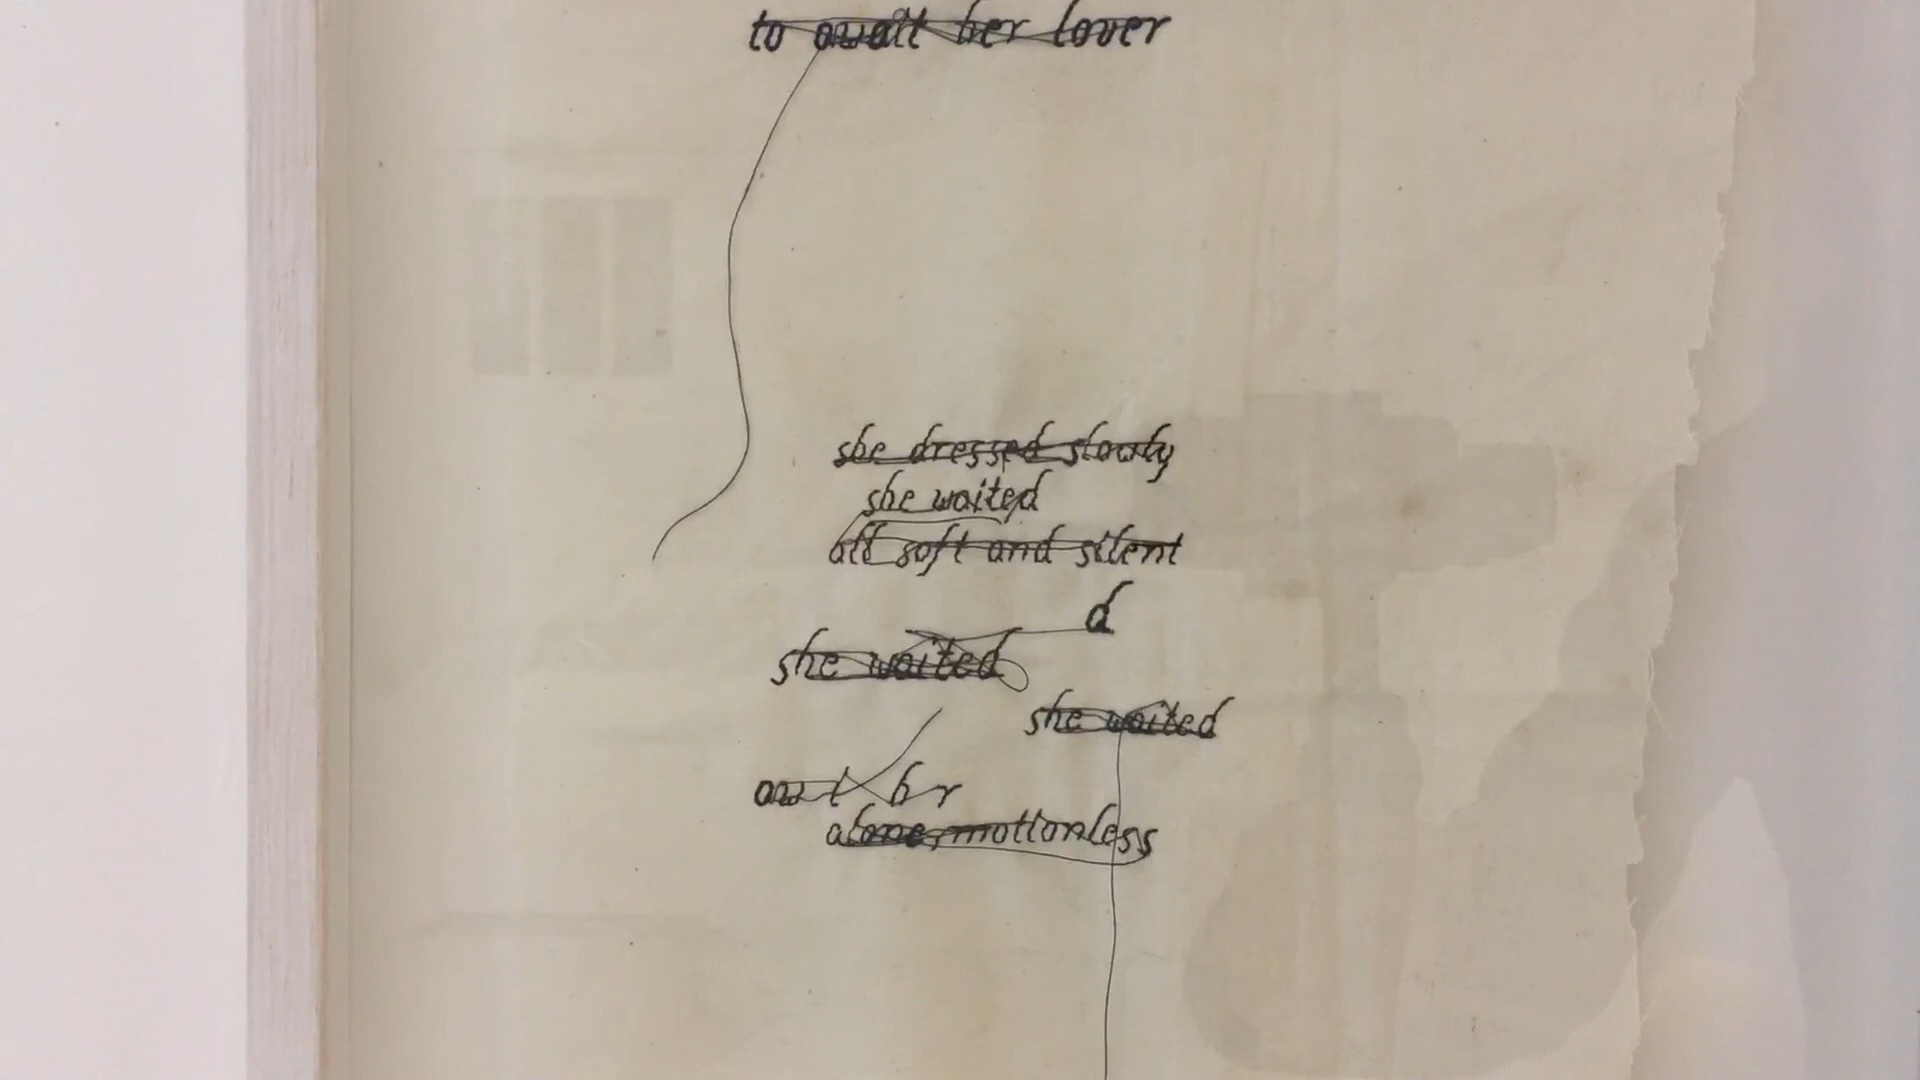 to await her lover
she dressed slowly
she waited
all soft and silent
d
she waited
she waited
aw t h r
alone, motionless